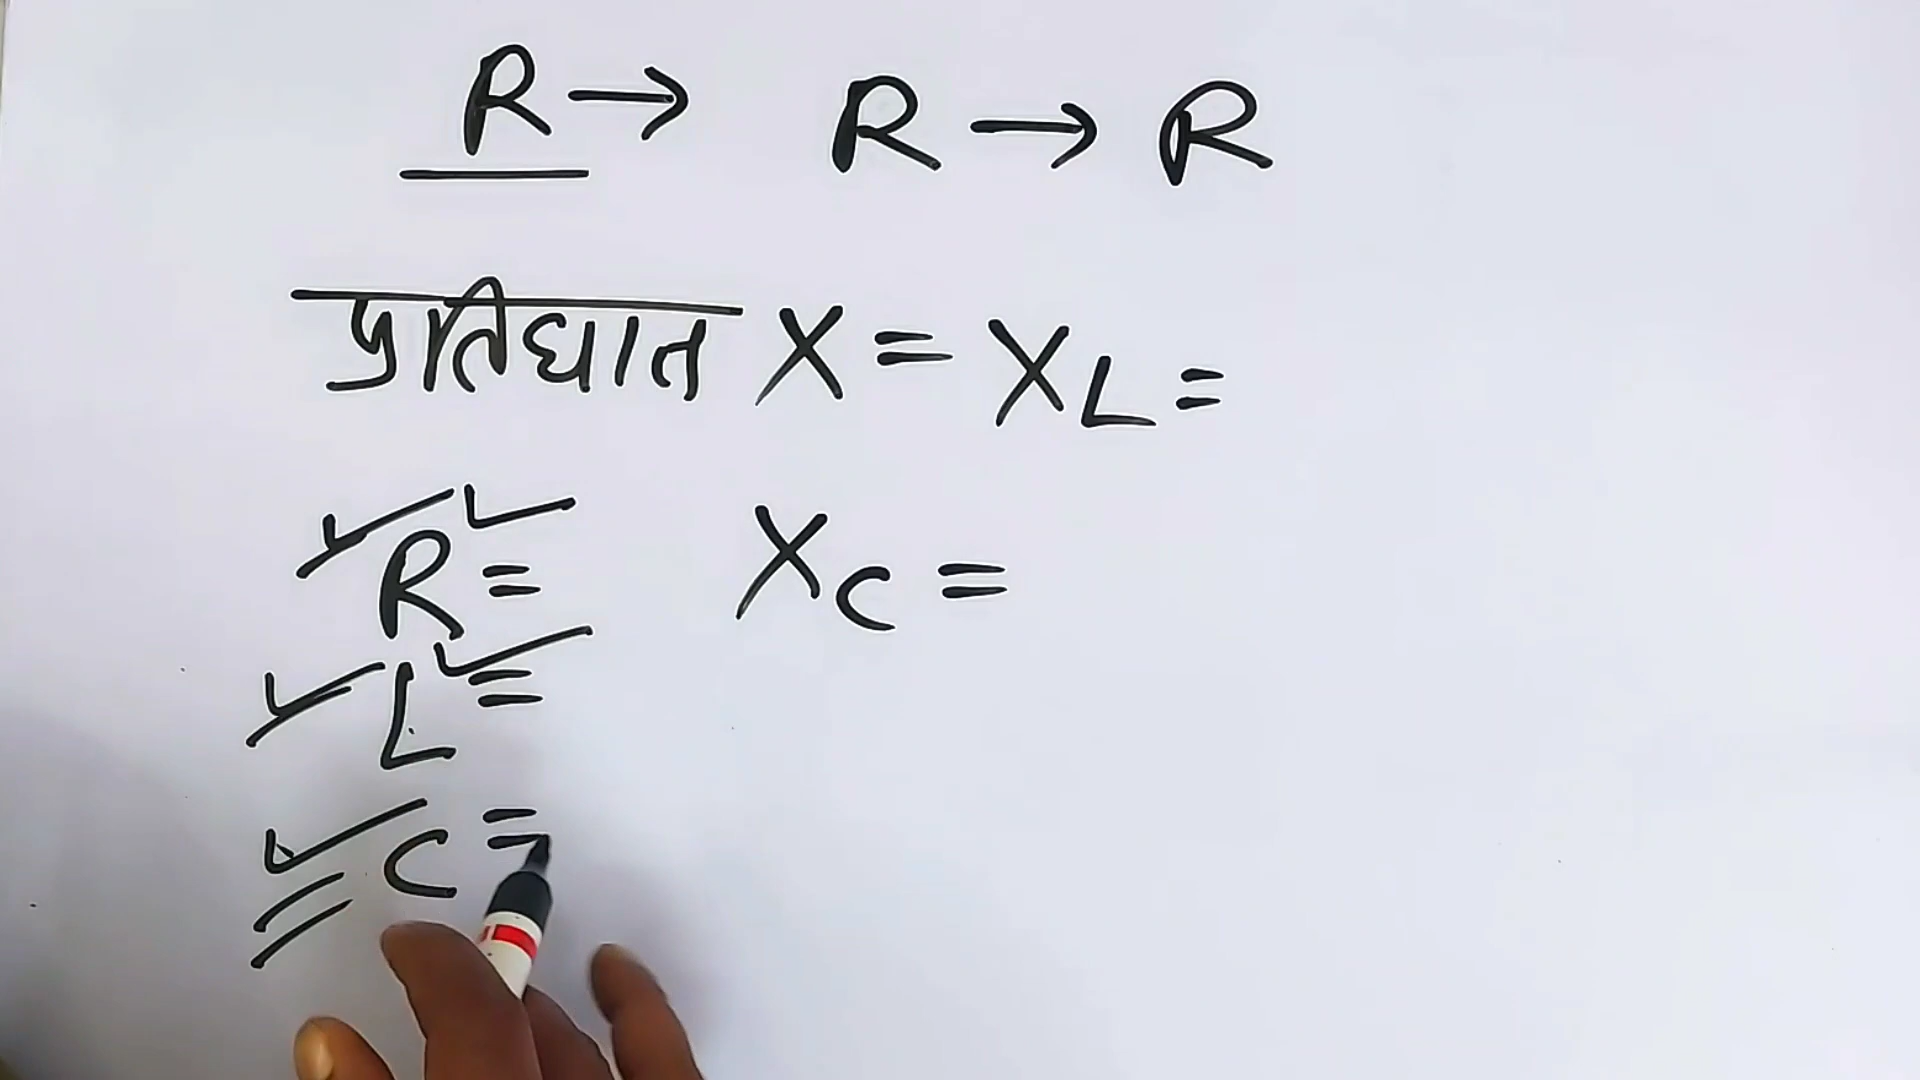 R → R → R
प्रतिघात X = XL =
R = XC =
L =
C =